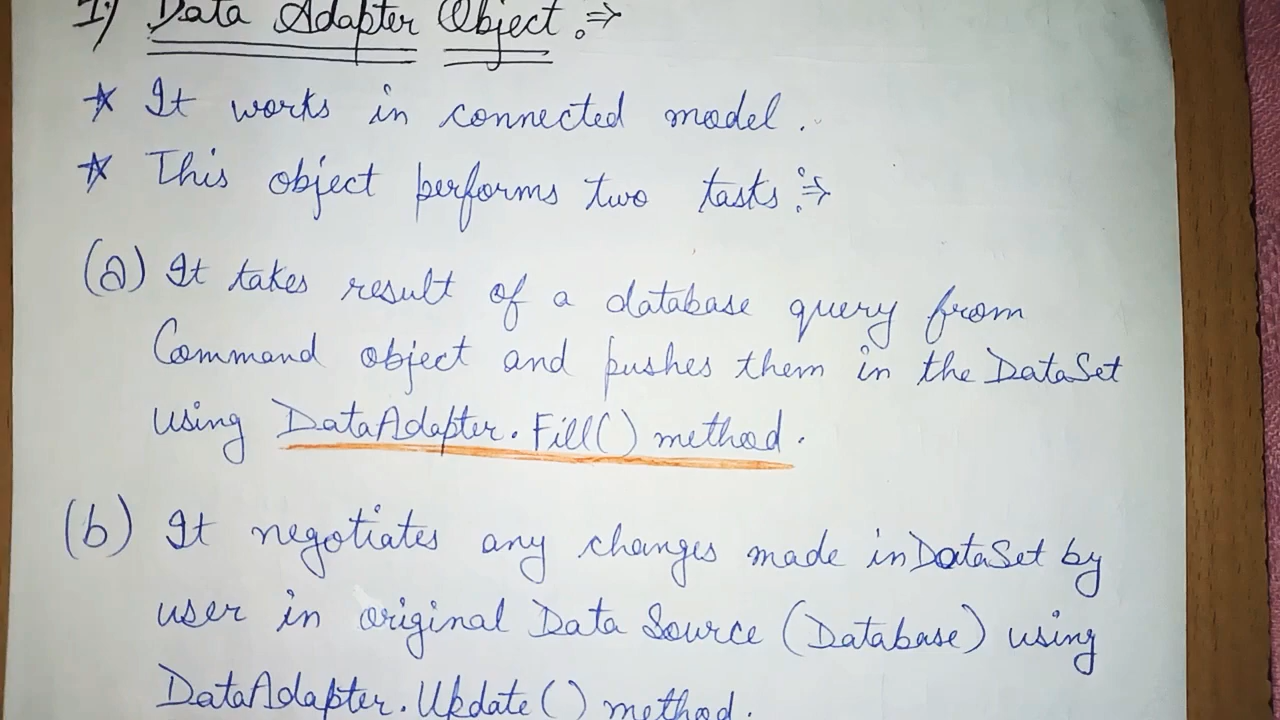 1) Data Adapter Object :⇒
* It works in connected model.
* This object performs two tasks :⇒
(a) It takes result of a database query from
Command object and pushes them in the DataSet
using DataAdapter.Fill() method.
(b) It negotiates any changes made in DataSet by
user in original Data Source (Database) using
DataAdapter.Update() method.